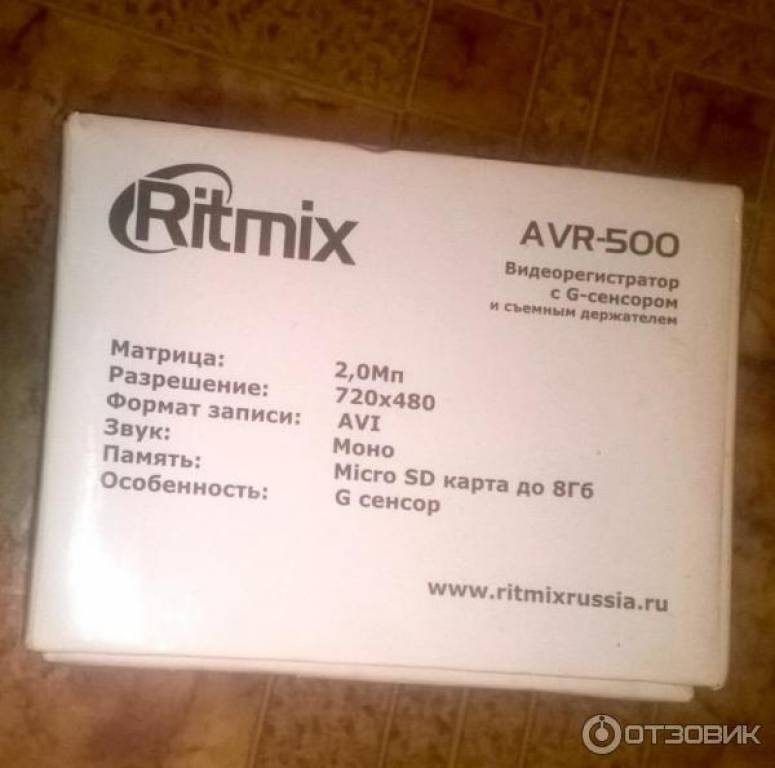 Ritmix
AVR-500
Видеорегистратор
с G-сенсором
и съемным держателем
Матрица: 2,0Мп
Разрешение: 720x480
Формат записи: AVI
Звук: Моно
Память: Micro SD карта до 8Гб
Особенность: G сенсор
www.ritmixrussia.ru
ОТЗОВИК